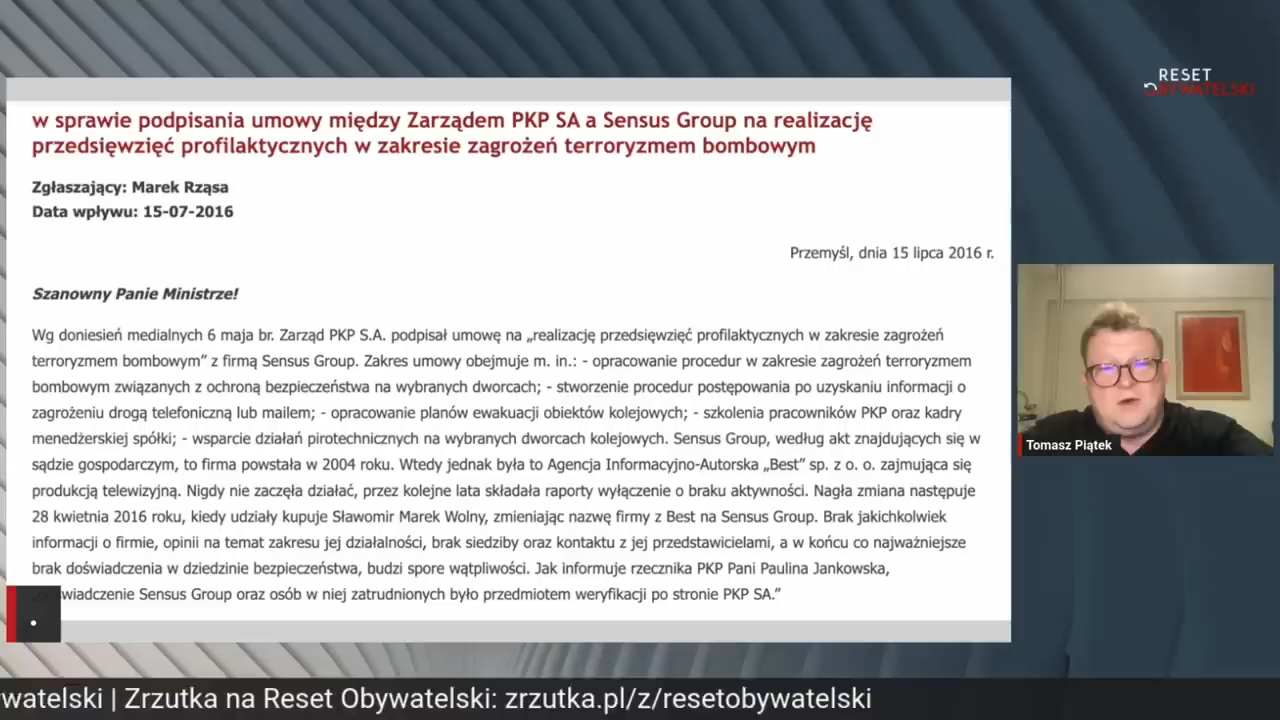 RESET
OBYWATELSKI
w sprawie podpisania umowy między Zarządem PKP SA a Sensus Group na realizację
przedsięwzięć profilaktycznych w zakresie zagrożeń terroryzmem bombowym
Zgłaszający: Marek Rząsa
Data wpływu: 15-07-2016
Przemyśl, dnia 15 lipca 2016 r.
Szanowny Panie Ministrze!
Wg doniesień medialnych 6 maja br. Zarząd PKP S.A. podpisał umowę na „realizację przedsięwzięć profilaktycznych w zakresie zagrożeń
terroryzmem bombowym” z firmą Sensus Group. Zakres umowy obejmuje m. in.: - opracowanie procedur w zakresie zagrożeń terroryzmem
bombowym związanych z ochroną bezpieczeństwa na wybranych dworcach; - stworzenie procedur postępowania po uzyskaniu informacji o
zagrożeniu drogą telefoniczną lub mailem; - opracowanie planów ewakuacji obiektów kolejowych; - szkolenia pracowników PKP oraz kadry
menedżerskiej spółki; - wsparcie działań pirotechnicznych na wybranych dworcach kolejowych. Sensus Group, według akt znajdujących się w
sądzie gospodarczym, to firma powstała w 2004 roku. Wtedy jednak była to Agencja Informacyjno-Autorska „Best” sp. z o. o. zajmująca się
produkcją telewizyjną. Nigdy nie zaczęła działać, przez kolejne lata składała raporty wyłączenie o braku aktywności. Nagła zmiana następuje
28 kwietnia 2016 roku, kiedy udziały kupuje Sławomir Marek Wolny, zmieniając nazwę firmy z Best na Sensus Group. Brak jakichkolwiek
informacji o firmie, opinii na temat zakresu jej działalności, brak siedziby oraz kontaktu z jej przedstawicielami, a w końcu co najważniejsze
brak doświadczenia w dziedzinie bezpieczeństwa, budzi spore wątpliwości. Jak informuje rzecznika PKP Pani Paulina Jankowska,
świadczenie Sensus Group oraz osób w niej zatrudnionych było przedmiotem weryfikacji po stronie PKP SA.”
Tomasz Piątek
watelski | Zrzutka na Reset Obywatelski: zrzutka.pl/z/resetobywatelski